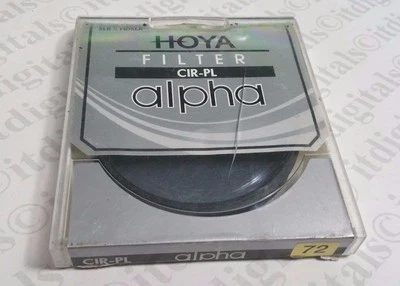 HOYA
FILTER
CIR-PL
alpha
CIR-PL alpha 72